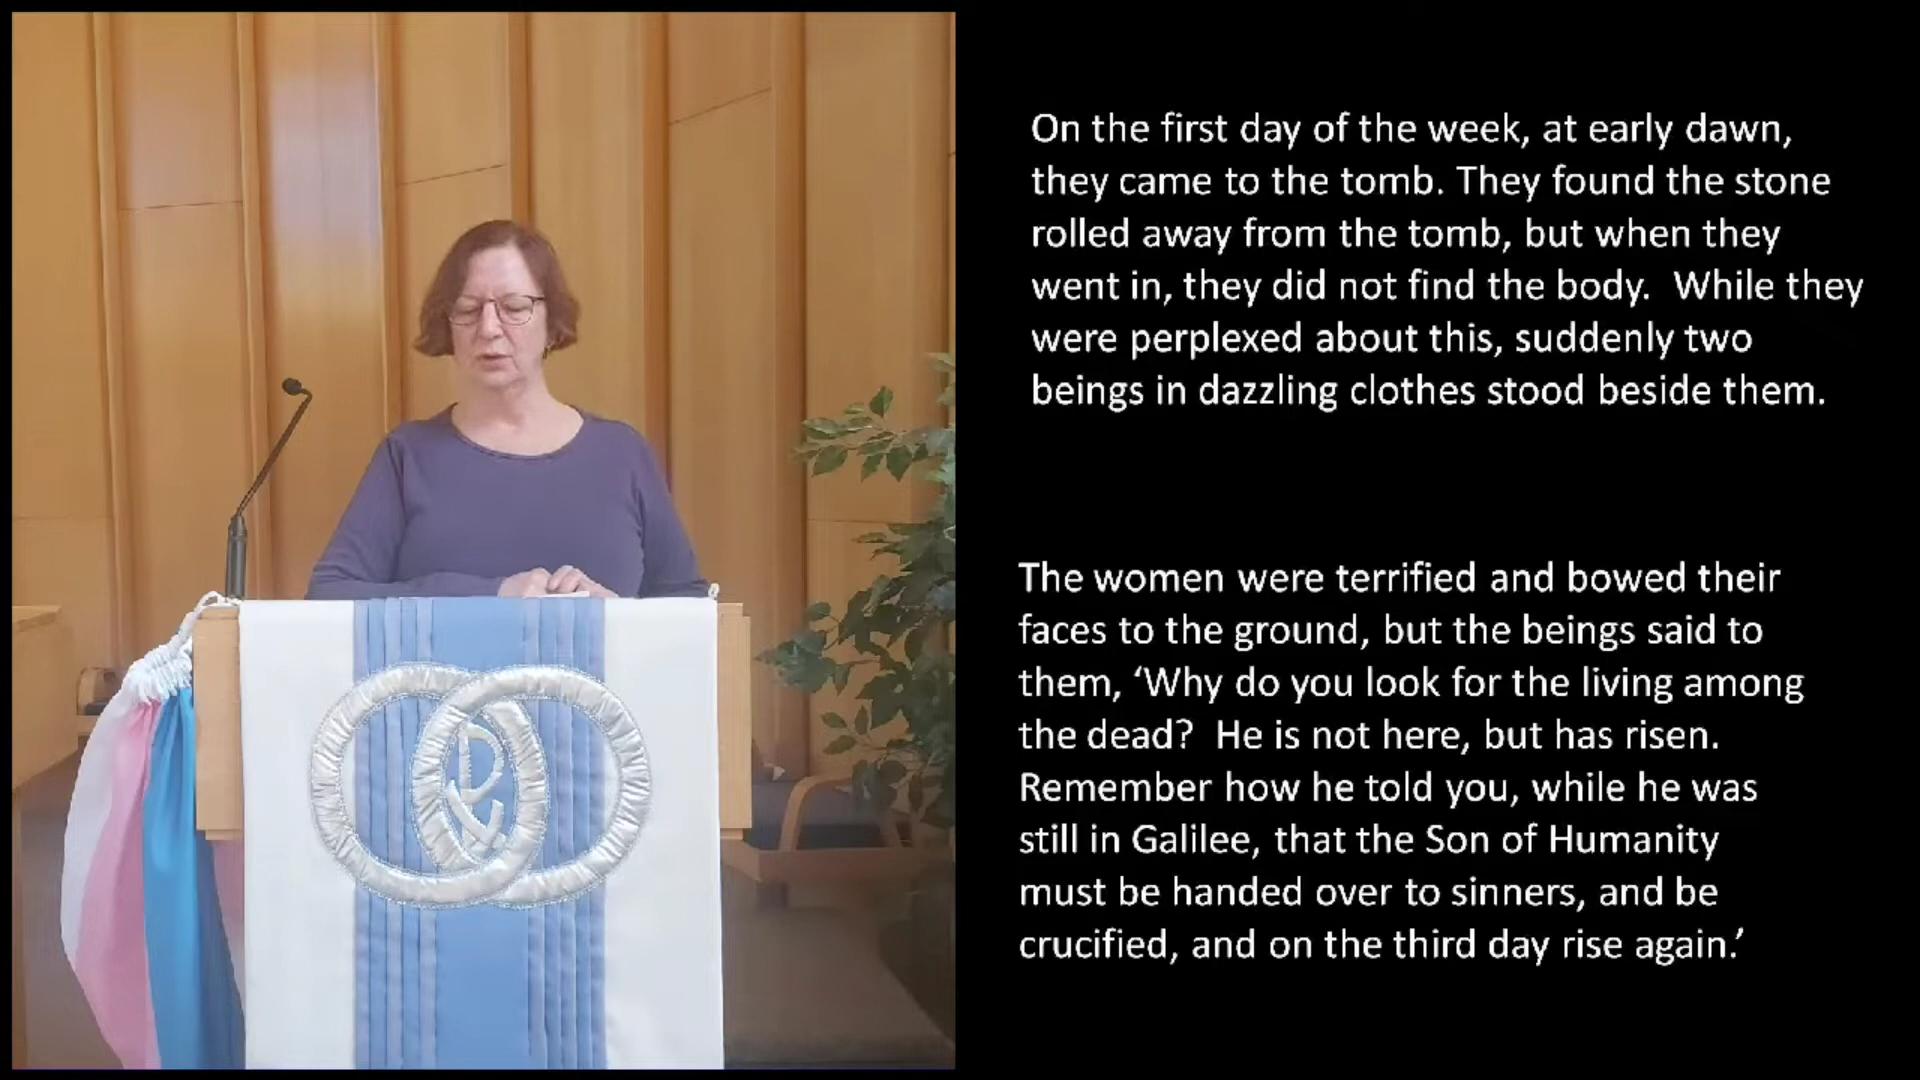 On the first day of the week, at early dawn,
they came to the tomb. They found the stone
rolled away from the tomb, but when they
went in, they did not find the body.  While they
were perplexed about this, suddenly two
beings in dazzling clothes stood beside them.
The women were terrified and bowed their
faces to the ground, but the beings said to
them, ‘Why do you look for the living among
the dead?  He is not here, but has risen.
Remember how he told you, while he was
still in Galilee, that the Son of Humanity
must be handed over to sinners, and be
crucified, and on the third day rise again.’